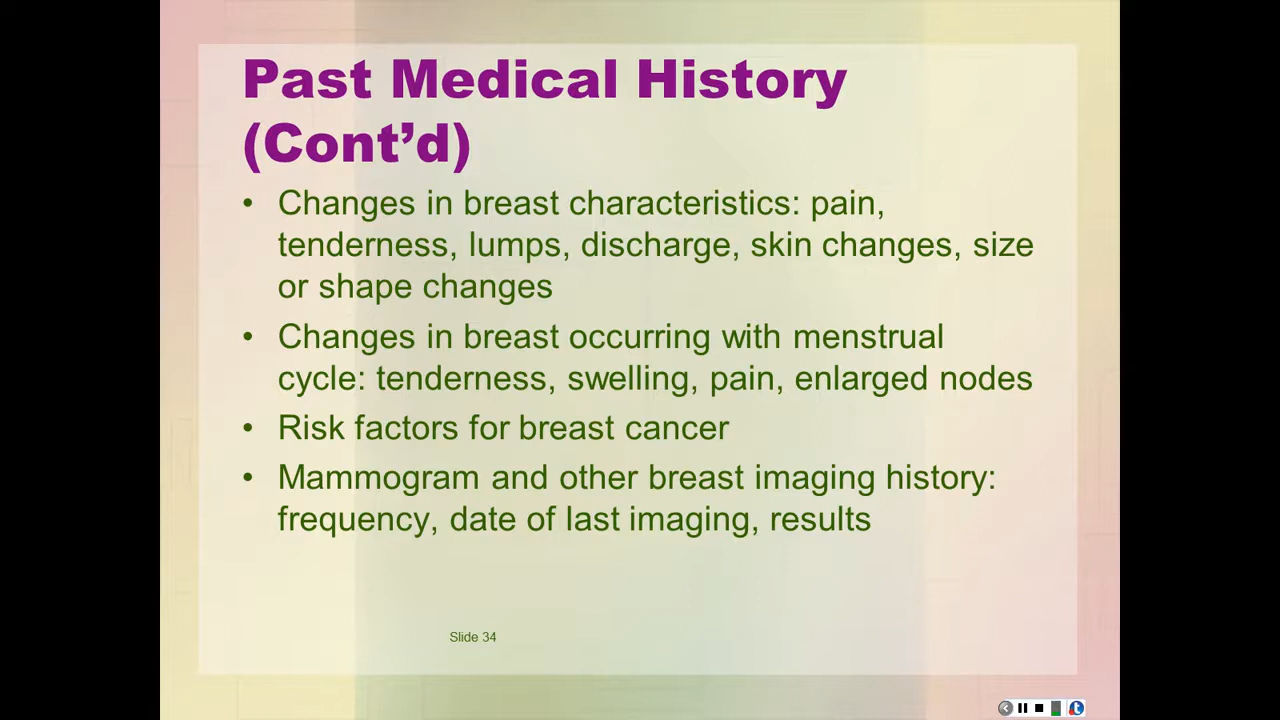 Past Medical History
(Cont’d)
• Changes in breast characteristics: pain,
tenderness, lumps, discharge, skin changes, size
or shape changes
• Changes in breast occurring with menstrual
cycle: tenderness, swelling, pain, enlarged nodes
• Risk factors for breast cancer
• Mammogram and other breast imaging history:
frequency, date of last imaging, results
Slide 34
t